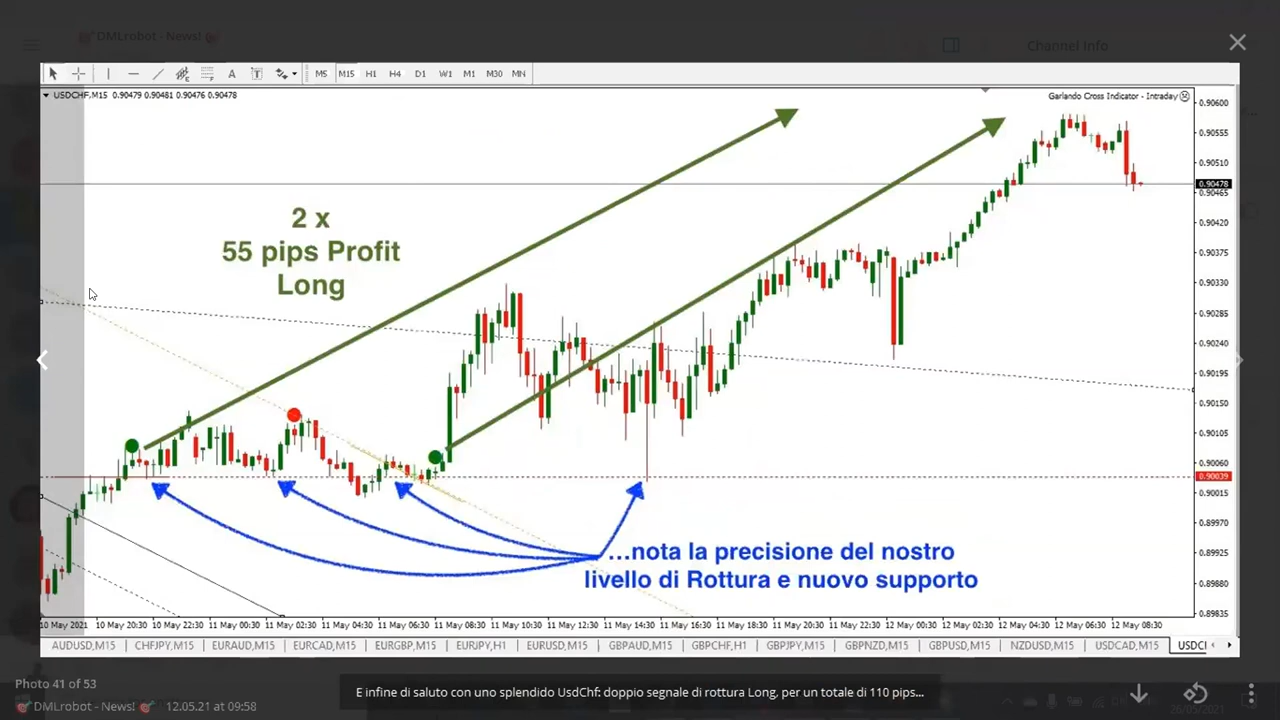 DMLrobot - News!
Channel Info
A T M5 M15 H1 H4 D1 W1 M1 M30 MN
USDCHF,M15 0.90479 0.90481 0.90476 0.90478
Garlando Cross Indicator - Intraday
0.90600
0.90555
0.90510
0.90478
0.90465
0.90420
0.90375
0.90330
0.90285
0.90240
0.90195
0.90150
0.90105
0.90060
0.90039
0.90015
0.89970
0.89925
0.89880
0.89835
2 x
55 pips Profit
Long
...nota la precisione del nostro
livello di Rottura e nuovo supporto
10 May 2021 10 May 20:30 10 May 22:30 11 May 00:30 11 May 02:30 11 May 04:30 11 May 06:30 11 May 08:30 11 May 10:30 11 May 12:30 11 May 14:30 11 May 16:30 11 May 18:30 11 May 20:30 11 May 22:30 12 May 00:30 12 May 02:30 12 May 04:30 12 May 06:30 12 May 08:30
AUDUSD,M15 CHFJPY,M15 EURAUD,M15 EURCAD,M15 EURGBP,M15 EURJPY,H1 EURUSD,M15 GBPAUD,M15 GBPCHF,H1 GBPJPY,M15 GBPNZD,M15 GBPUSD,M15 NZDUSD,M15 USDCAD,M15 USDCI
Photo 41 of 53
E infine di saluto con uno splendido UsdChf: doppio segnale di rottura Long, per un totale di 110 pips...
DMLrobot - News! 12.05.21 at 09:58
26/05/2021